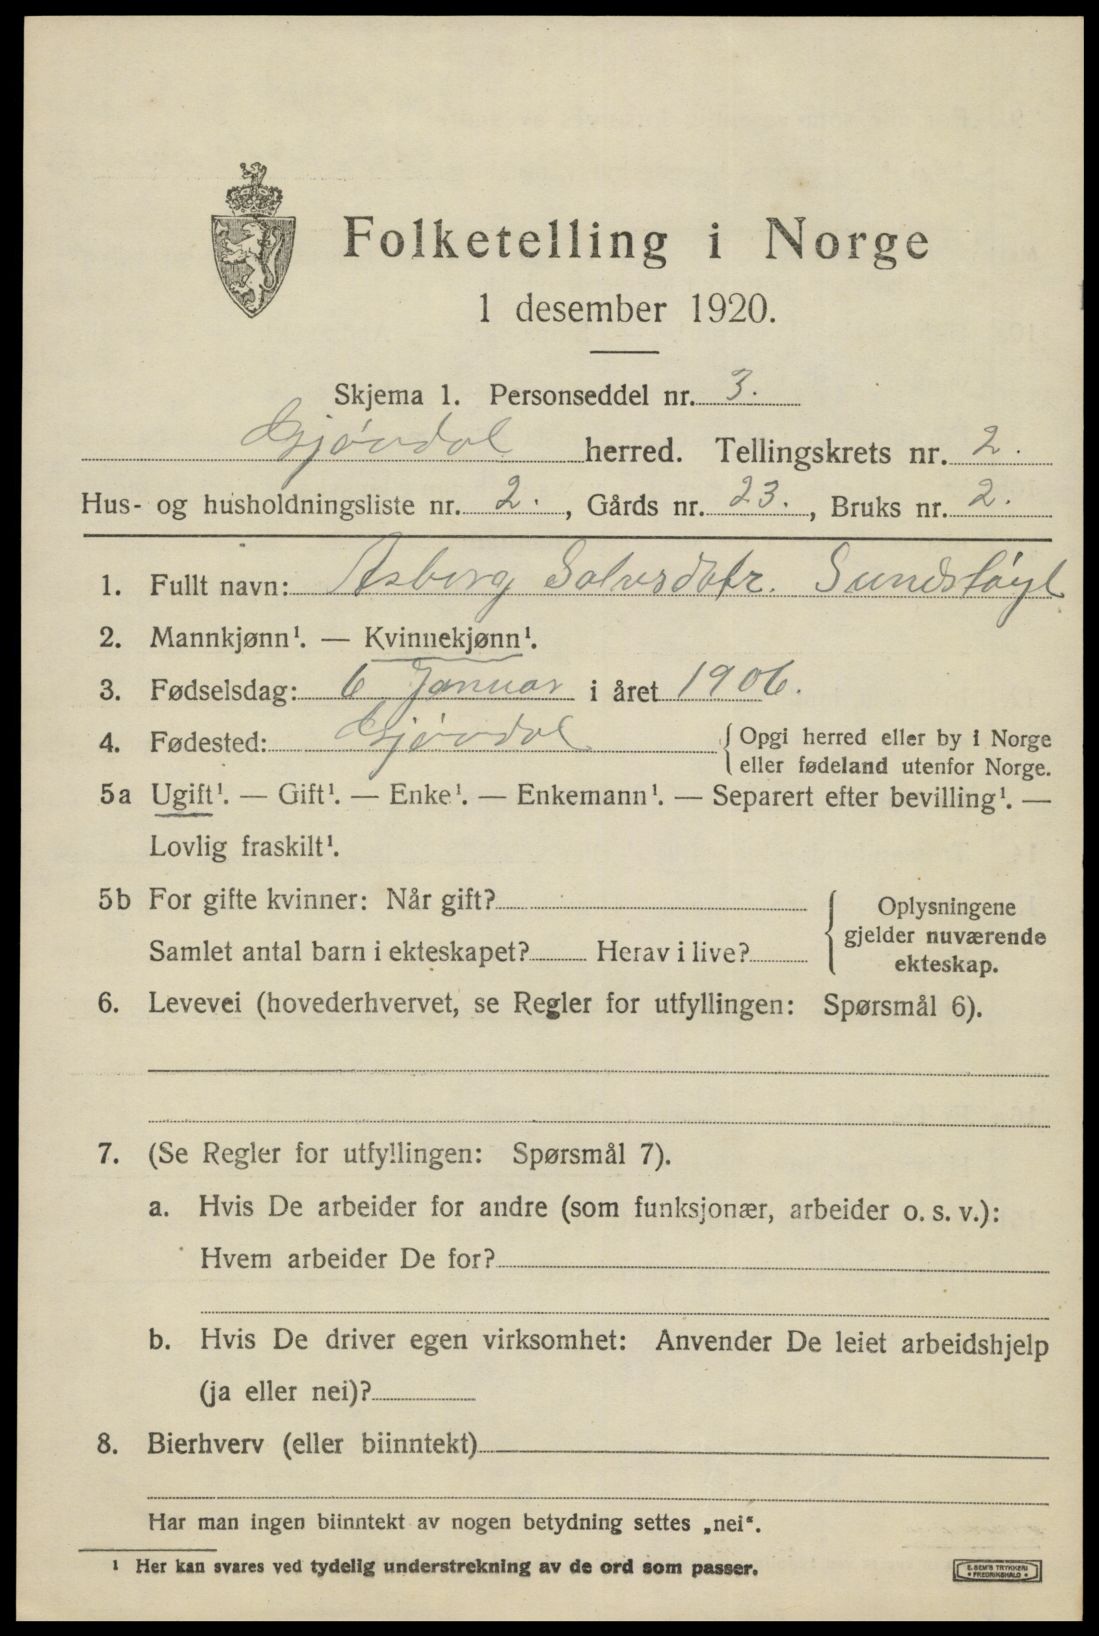 Folketelling i Norge
1 desember 1920.
Skjema 1. Personseddel nr. 3.
Gjøvdal herred. Tellingskrets nr. 2.
Hus- og husholdningsliste nr. 2., Gårds nr. 23., Bruks nr. 2.
1. Fullt navn: Asborg Salvesdatr. Sundsløyl
2. Mannkjønn¹. — Kvinnekjønn¹.
3. Fødselsdag: 6 Januar i året 1906.
4. Fødested: Gjøvdal { Opgi herred eller by i Norge
eller fødeland utenfor Norge.
5a Ugift¹. — Gift¹. — Enke¹. — Enkemann¹. — Separert efter bevilling¹. —
Lovlig fraskilt¹.
5b For gifte kvinner: Når gift? Oplysningene
gjelder nuværende
Samlet antal barn i ekteskapet? Herav i live?
ekteskap.
6. Levevei (hovederhvervet, se Regler for utfyllingen: Spørsmål 6).
7. (Se Regler for utfyllingen: Spørsmål 7).
a. Hvis De arbeider for andre (som funksjonær, arbeider o. s. v.):
Hvem arbeider De for?
b. Hvis De driver egen virksomhet: Anvender De leiet arbeidshjelp
(ja eller nei)?
8. Bierhverv (eller biinntekt)
Har man ingen biinntekt av nogen betydning settes „nei“.
¹ Her kan svares ved tydelig understrekning av de ord som passer.
E. SEM'S TRYKKERI
• FREDRIKSHALD •